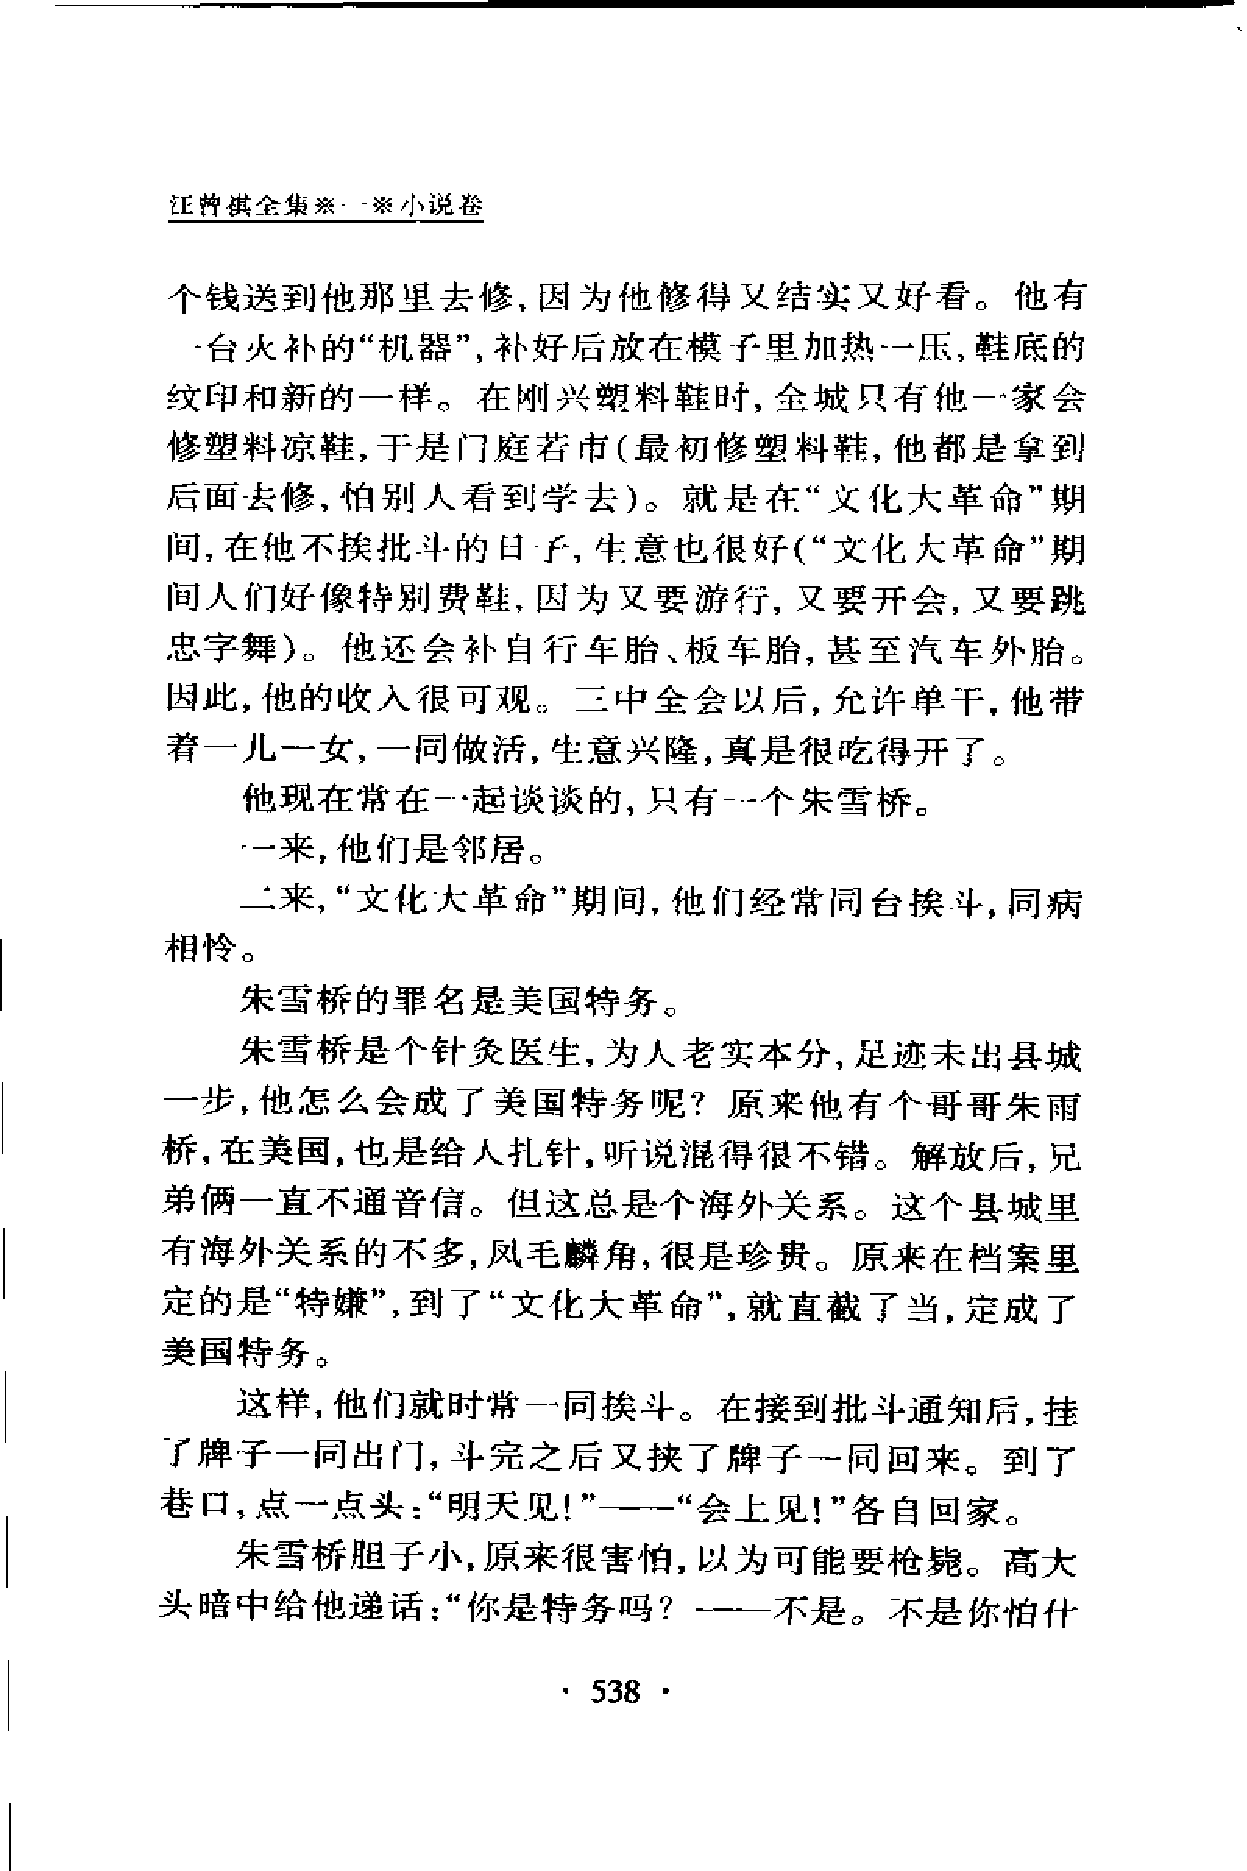 汪曾祺全集※一※小说卷
个钱送到他那里去修,因为他修得又结实又好看。他有
一台火补的“机器”,补好后放在模子里加热一压,鞋底的
纹印和新的一样。在刚兴塑料鞋时,全城只有他一家会
修塑料凉鞋,于是门庭若市(最初修塑料鞋,他都是拿到
后面去修,怕别人看到学去)。就是在“文化大革命”期
间,在他不挨批斗的日子,生意也很好(“文化大革命”期
间人们好像特别费鞋,因为又要游行,又要开会,又要跳
忠字舞)。他还会补自行车胎、板车胎,甚至汽车外胎。
因此,他的收入很可观。三中全会以后,允许单干,他带
着一儿一女,一同做活,生意兴隆,真是很吃得开了。
他现在常在一起谈谈的,只有一个朱雪桥。
一来,他们是邻居。
二来,“文化大革命”期间,他们经常同台挨斗,同病
相怜。
朱雪桥的罪名是美国特务。
朱雪桥是个针灸医生,为人老实本分,足迹未出县城
一步,他怎么会成了美国特务呢?原来他有个哥哥朱雨
桥,在美国,也是给人扎针,听说混得很不错。解放后,兄
弟俩一直不通音信。但这总是个海外关系。这个县城里
有海外关系的不多,凤毛麟角,很是珍贵。原来在档案里
定的是“特嫌”,到了“文化大革命”,就直截了当,定成了
美国特务。
这样,他们就时常一同挨斗。在接到批斗通知后,挂
了牌子一同出门,斗完之后又挟了牌子一同回来。到了
巷口,点一点头:“明天见!”——“会上见!”各自回家。
朱雪桥胆子小,原来很害怕,以为可能要枪毙。高大
头暗中给他递话:“你是特务吗?——不是。不是你怕什
· 538 ·